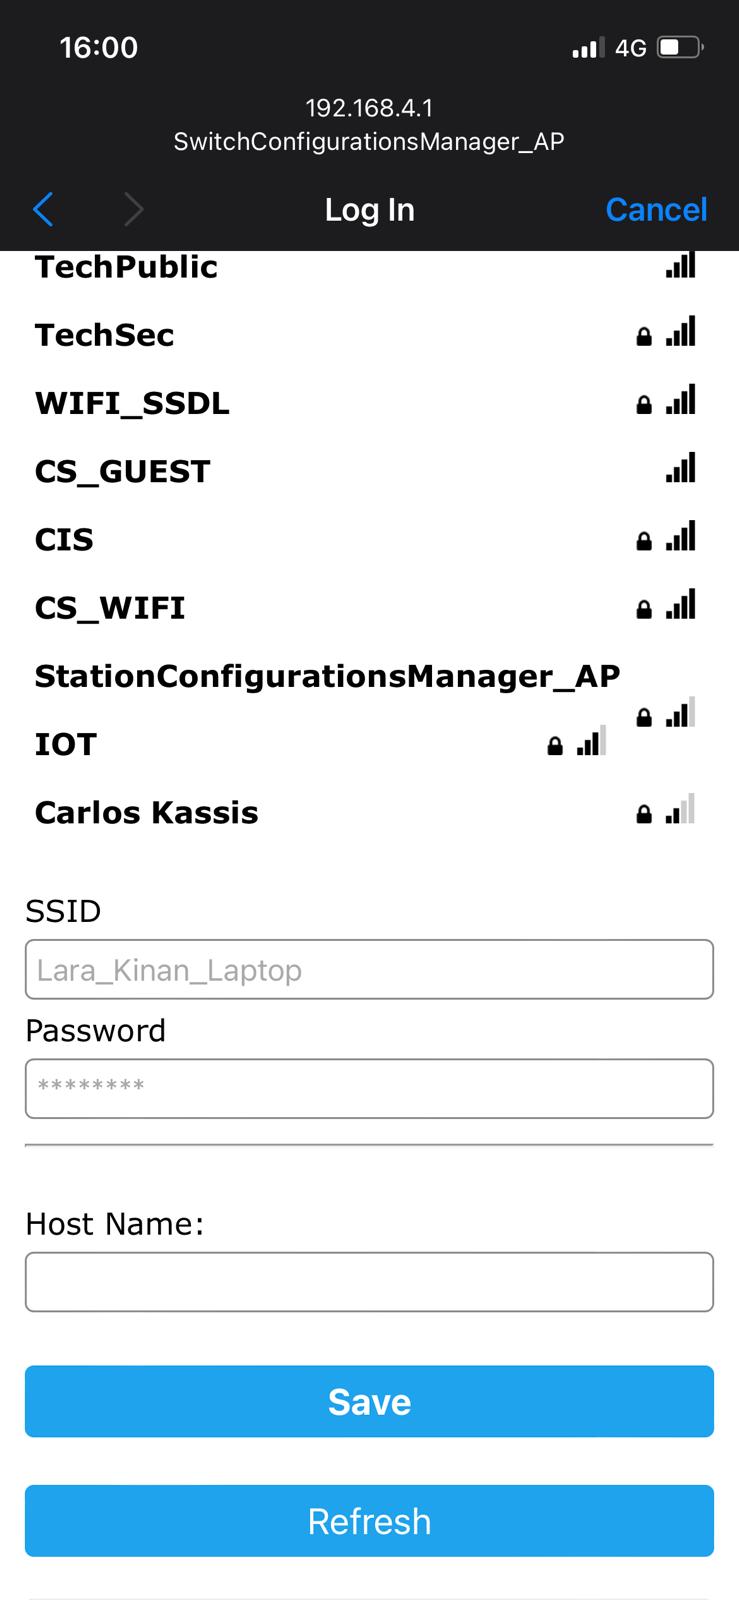 16:00
4G
192.168.4.1
SwitchConfigurationsManager_AP
Log In
Cancel
TechPublic
TechSec
WIFI_SSDL
CS_GUEST
CIS
CS_WIFI
StationConfigurationsManager_AP
IOT
Carlos Kassis
SSID
Lara_Kinan_Laptop
Password
********
Host Name:
Save
Refresh